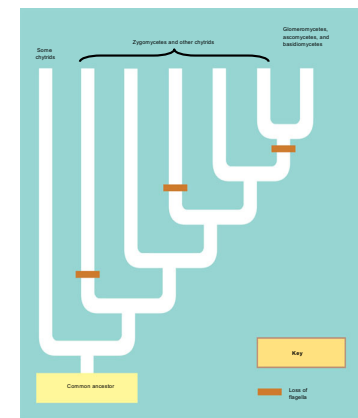 Some
chytrids
Zygomycetes and other chytrids
Glomeromycetes,
ascomycetes, and
basidiomycetes
Common ancestor
Key
Loss of
flagella